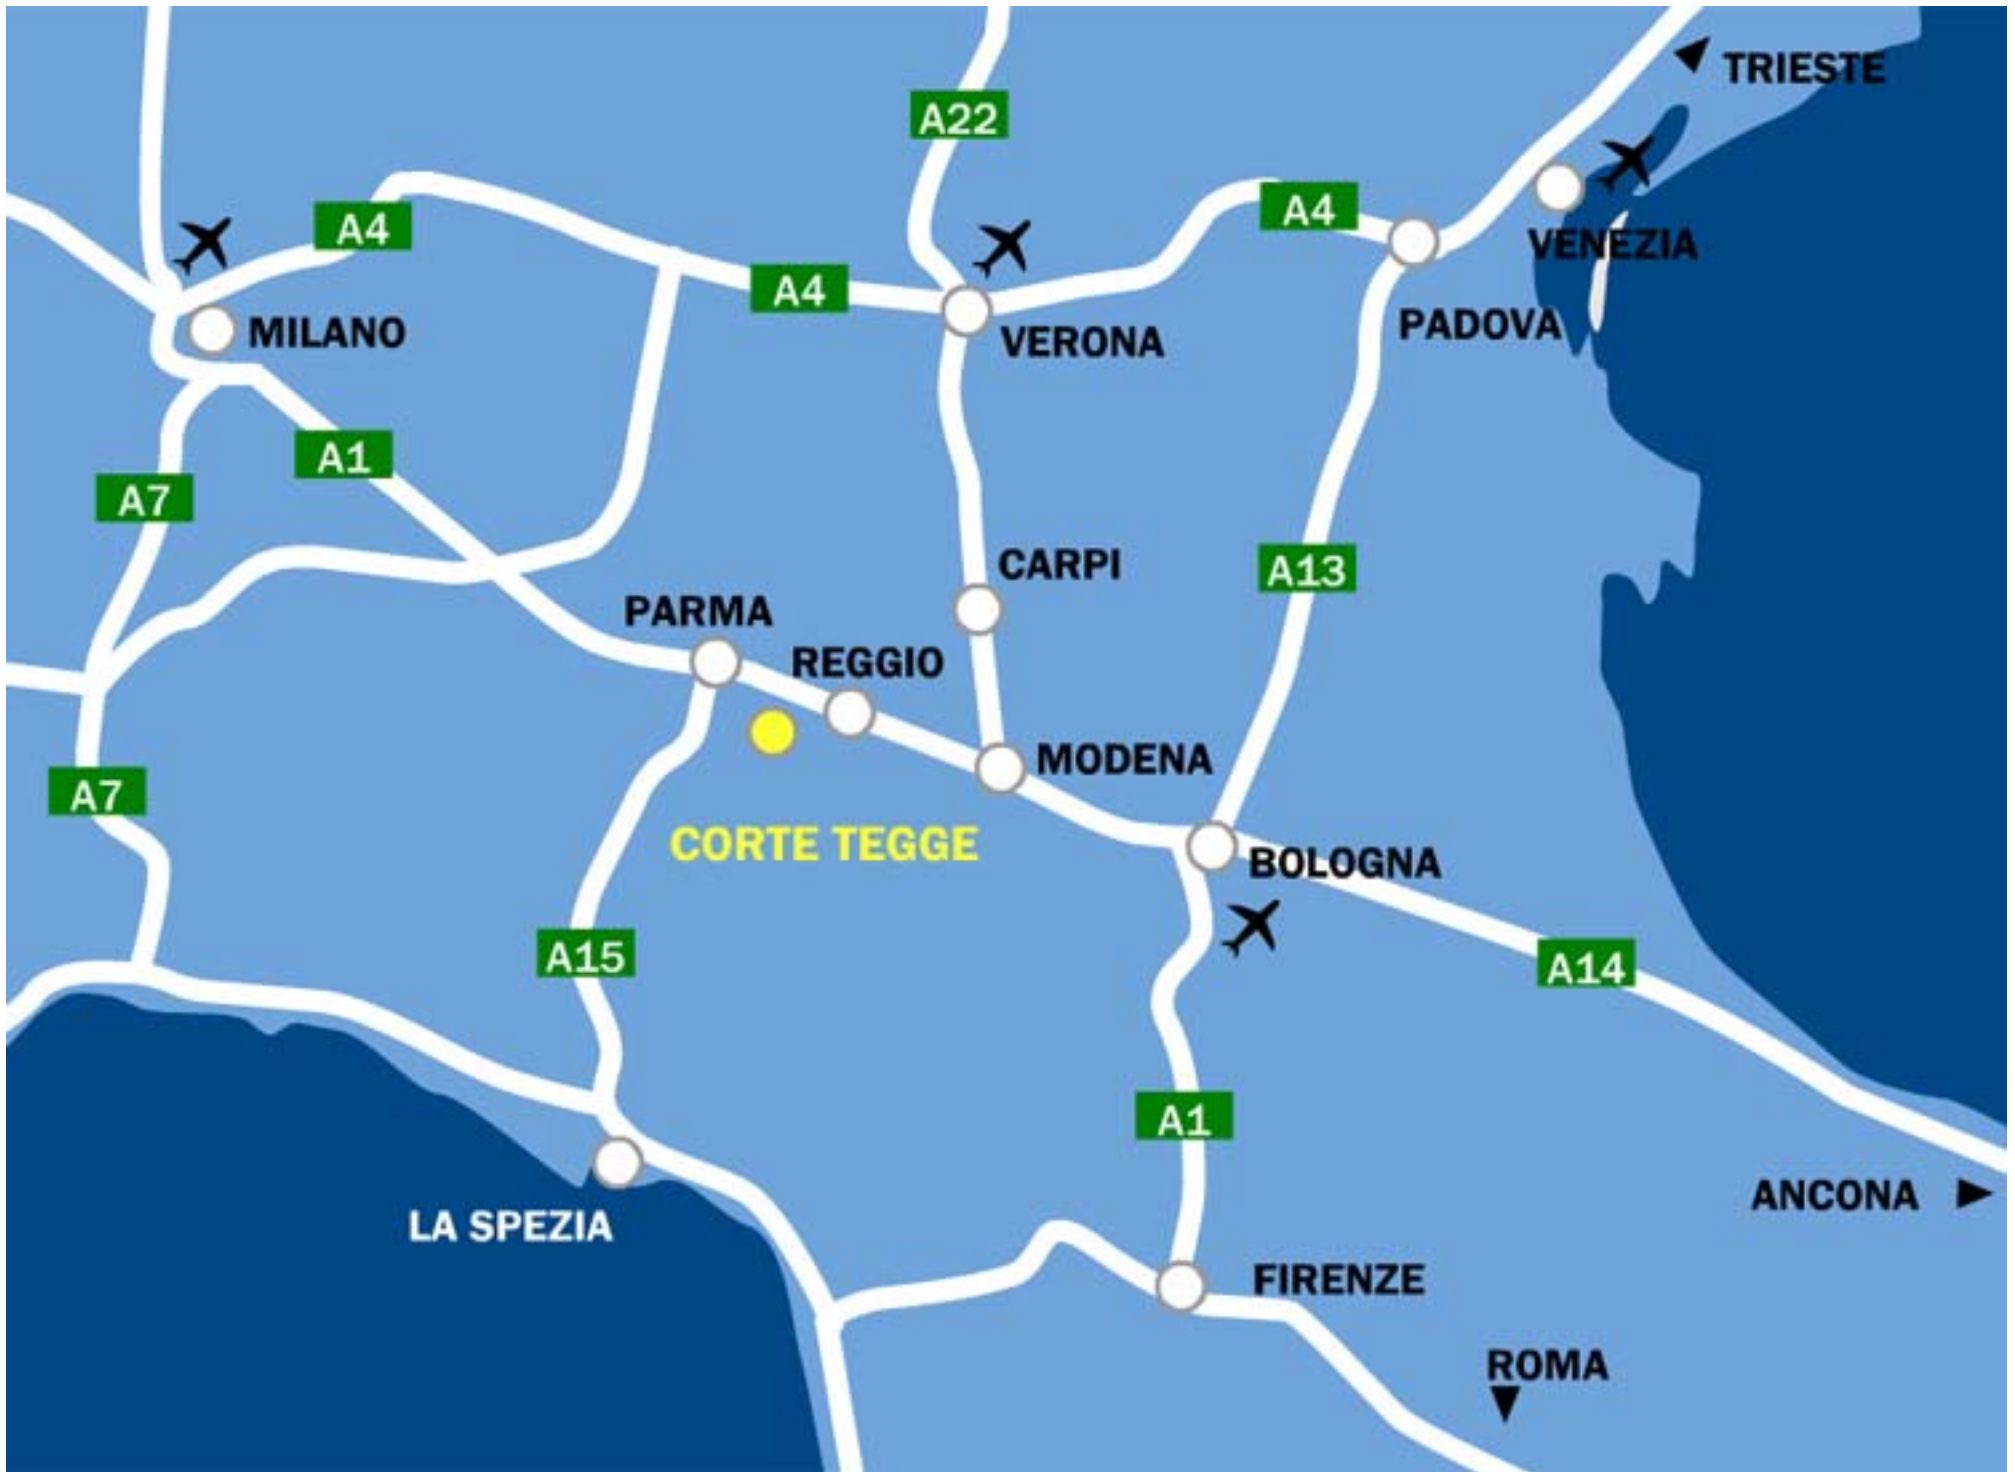 TRIESTE
A22
A4
A4
VENEZIA
A4
MILANO
VERONA
PADOVA
A1
A7
CARPI
A13
PARMA
REGGIO
MODENA
A7
CORTE TEGGE
BOLOGNA
A15
A14
A1
ANCONA
LA SPEZIA
FIRENZE
ROMA